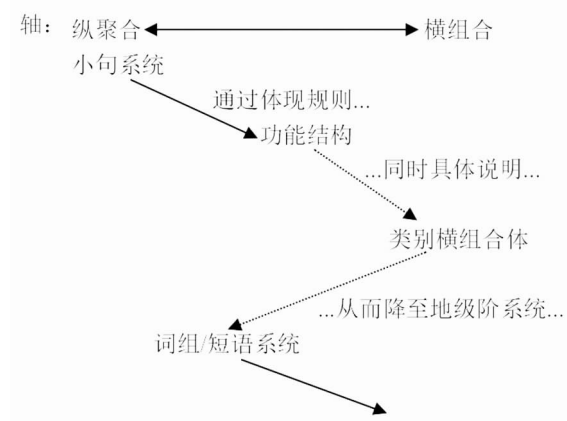 轴: 纵聚合 横组合
小句系统
通过体现规则...
功能结构
...同时具体说明...
类别横组合体
...从而降至地级阶系统...
词组/短语系统